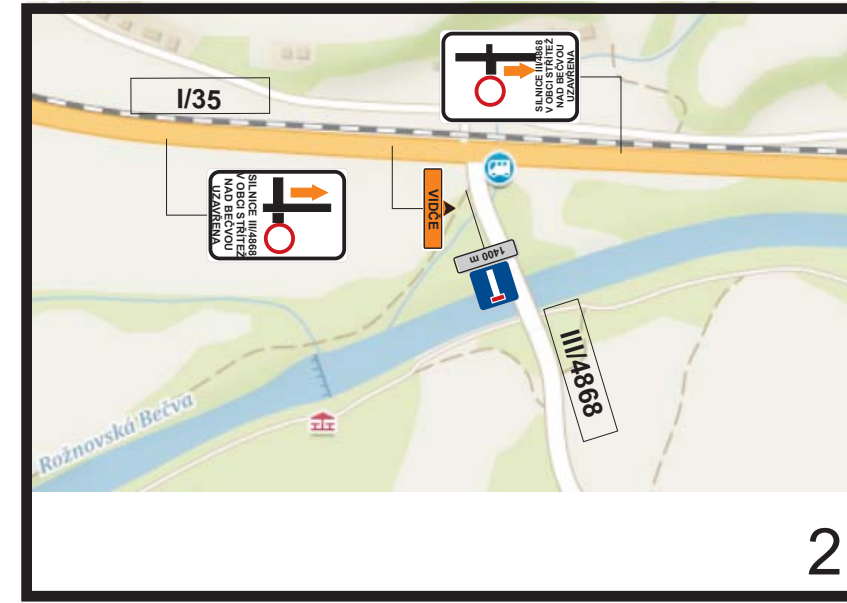 I/35
SILNICE III/4868
V OBCI STŘÍTEŽ
NAD BEČVOU
UZAVŘENA
SILNICE III/4868
V OBCI STŘÍTEŽ
NAD BEČVOU
UZAVŘENA
VIDČE
1400 m
III/4868
Rožnovská Bečva
2